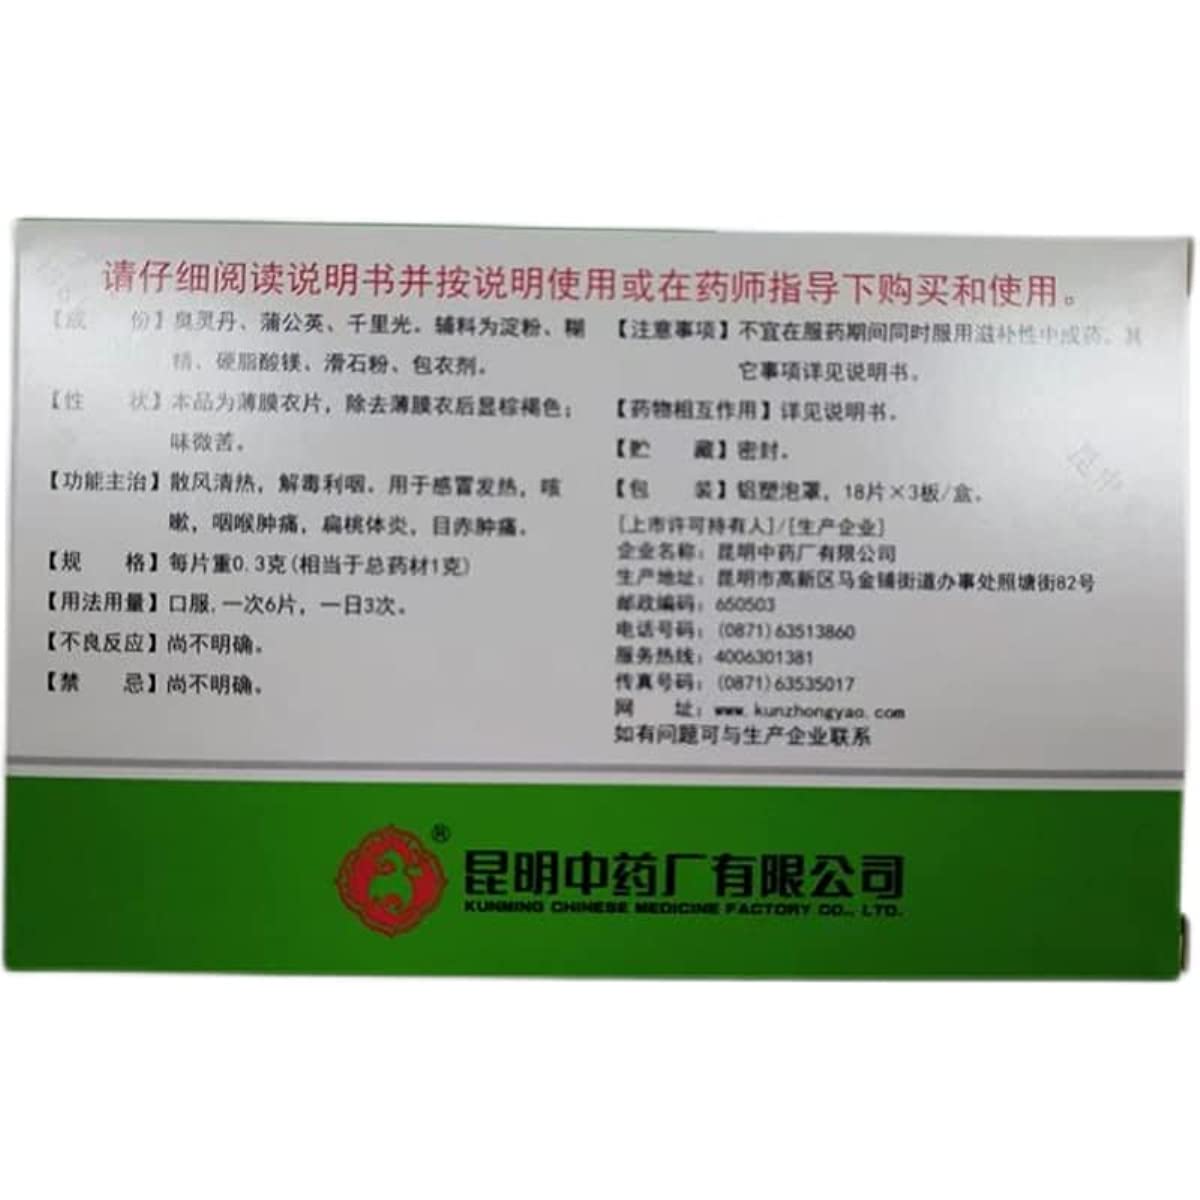 请仔细阅读说明书并按说明使用或在药师指导下购买和使用。
【成 份】臭灵丹、蒲公英、千里光。辅料为淀粉、糊
精、硬脂酸镁、滑石粉、包衣剂。
【性 状】本品为薄膜衣片，除去薄膜衣后显棕褐色；
味微苦。
【功能主治】散风清热，解毒利咽。用于感冒发热，咳
嗽，咽喉肿痛，扁桃体炎，目赤肿痛。
【规 格】每片重0.3克(相当于总药材1克)
【用法用量】口服，一次6片，一日3次。
【不良反应】尚不明确。
【禁 忌】尚不明确。
【注意事项】不宜在服药期间同时服用滋补性中成药。其
它事项详见说明书。
【药物相互作用】详见说明书。
【贮 藏】密封。
【包 装】铝塑泡罩，18片×3板/盒。
[上市许可持有人]/[生产企业]
企业名称：昆明中药厂有限公司
生产地址：昆明市高新区马金铺街道办事处照塘街82号
邮政编码：650503
电话号码：(0871)63513860
服务热线：4006301381
传真号码：(0871)63535017
网 址：www.kunzhongyao.com
如有问题可与生产企业联系
昆中
®
昆明中药厂有限公司
KUNMING CHINESE MEDICINE FACTORY CO., LTD.